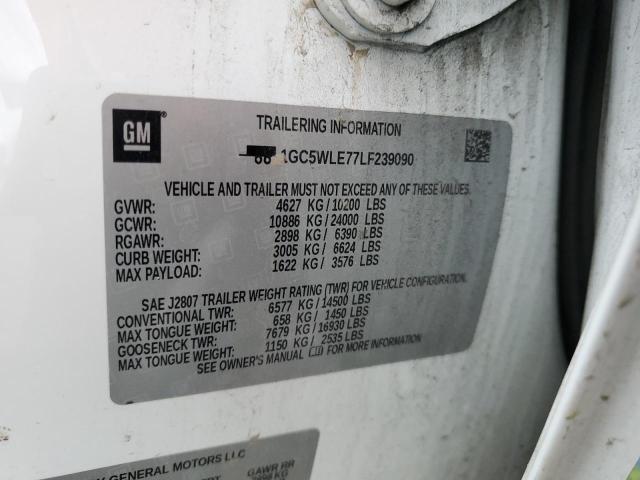 GM
TRAILERING INFORMATION
1GC5WLE77LF239090
VEHICLE AND TRAILER MUST NOT EXCEED ANY OF THESE VALUES.
GVWR: 4627 KG/10200 LBS
GCWR: 10886 KG/24000 LBS
RGAWR: 2898 KG/ 6390 LBS
CURB WEIGHT: 3005 KG/ 6624 LBS
MAX PAYLOAD: 1622 KG/ 3576 LBS
SAE J2807 TRAILER WEIGHT RATING (TWR) FOR VEHICLE CONFIGURATION.
CONVENTIONAL TWR: 6577 KG/14500 LBS
MAX TONGUE WEIGHT: 658 KG/ 1450 LBS
GOOSENECK TWR: 7679 KG/16930 LBS
MAX TONGUE WEIGHT: 1150 KG/ 2535 LBS
SEE OWNER'S MANUAL FOR MORE INFORMATION
GENERAL MOTORS LLC
GAWR RR